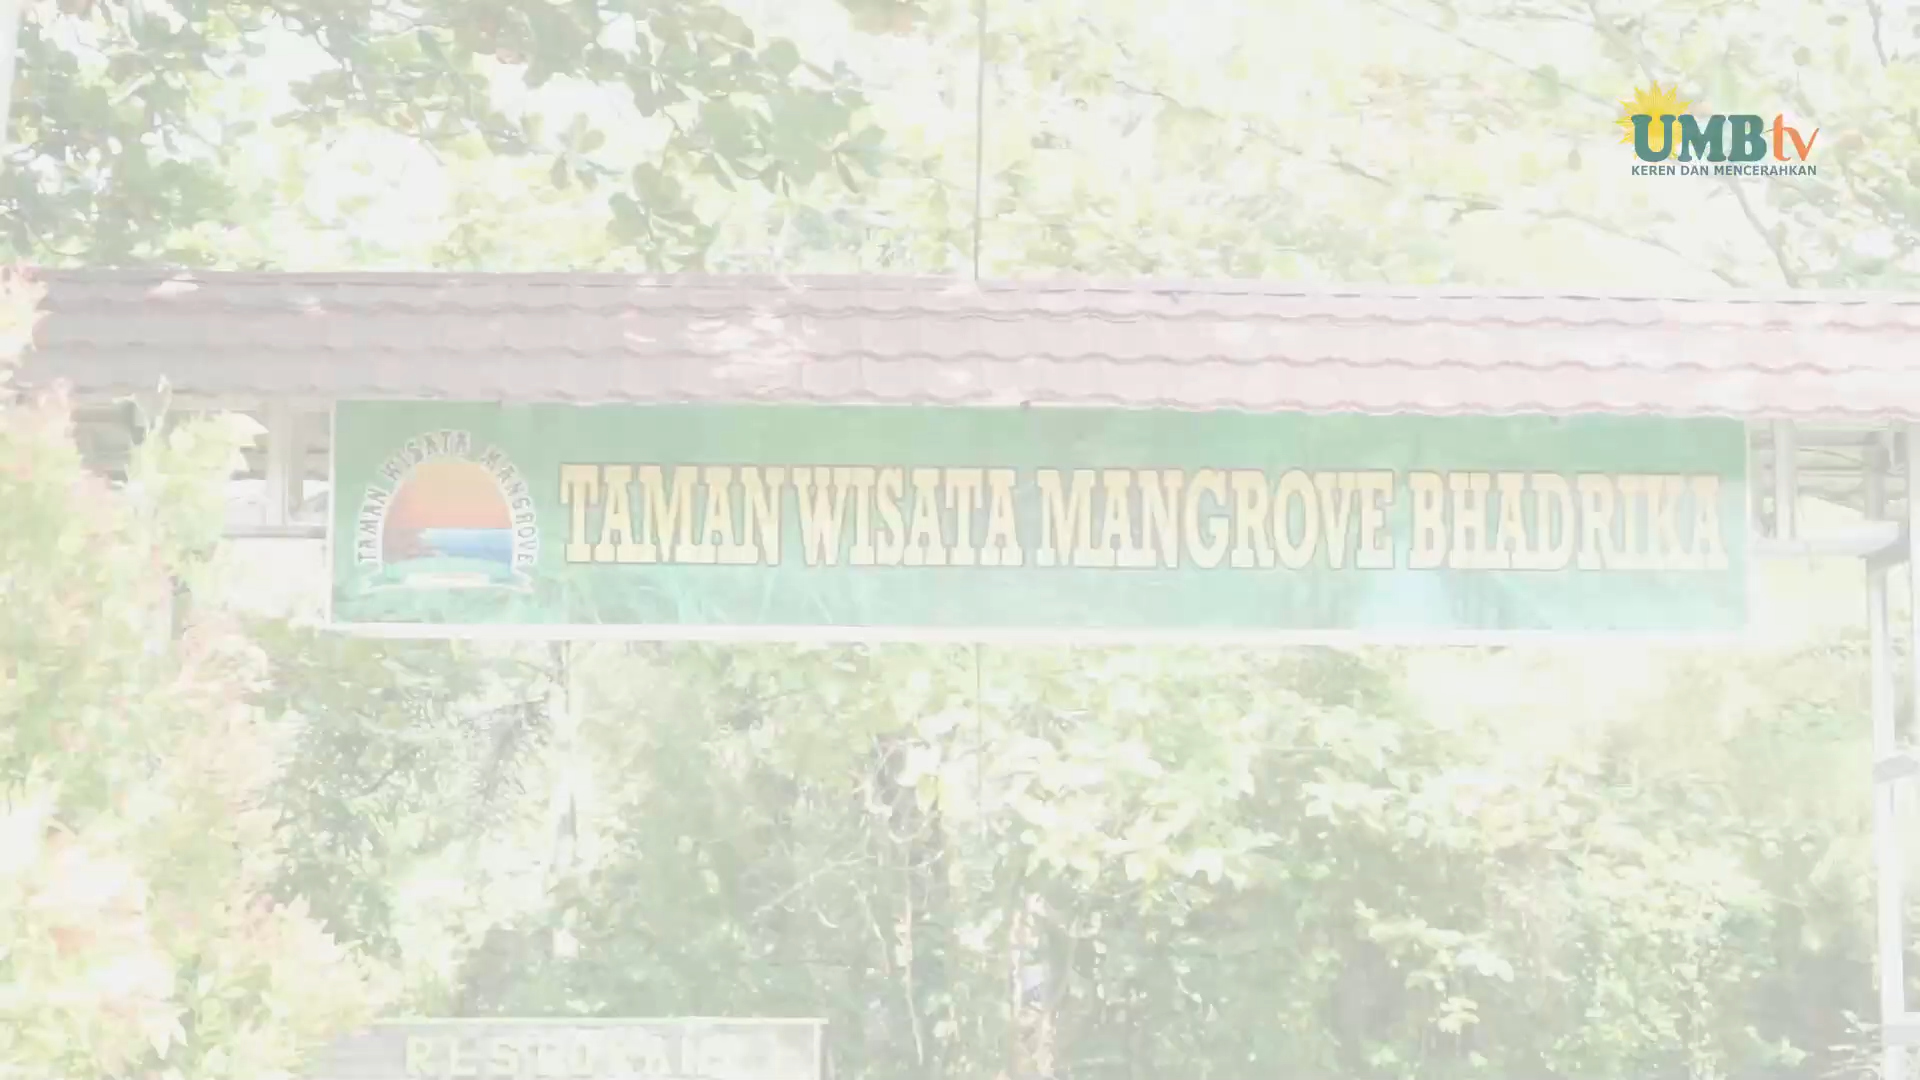 UMBtv
KEREN DAN MENCERAHKAN
TAMAN WISATA MANGROVE
TAMAN WISATA MANGROVE BHADRIKA